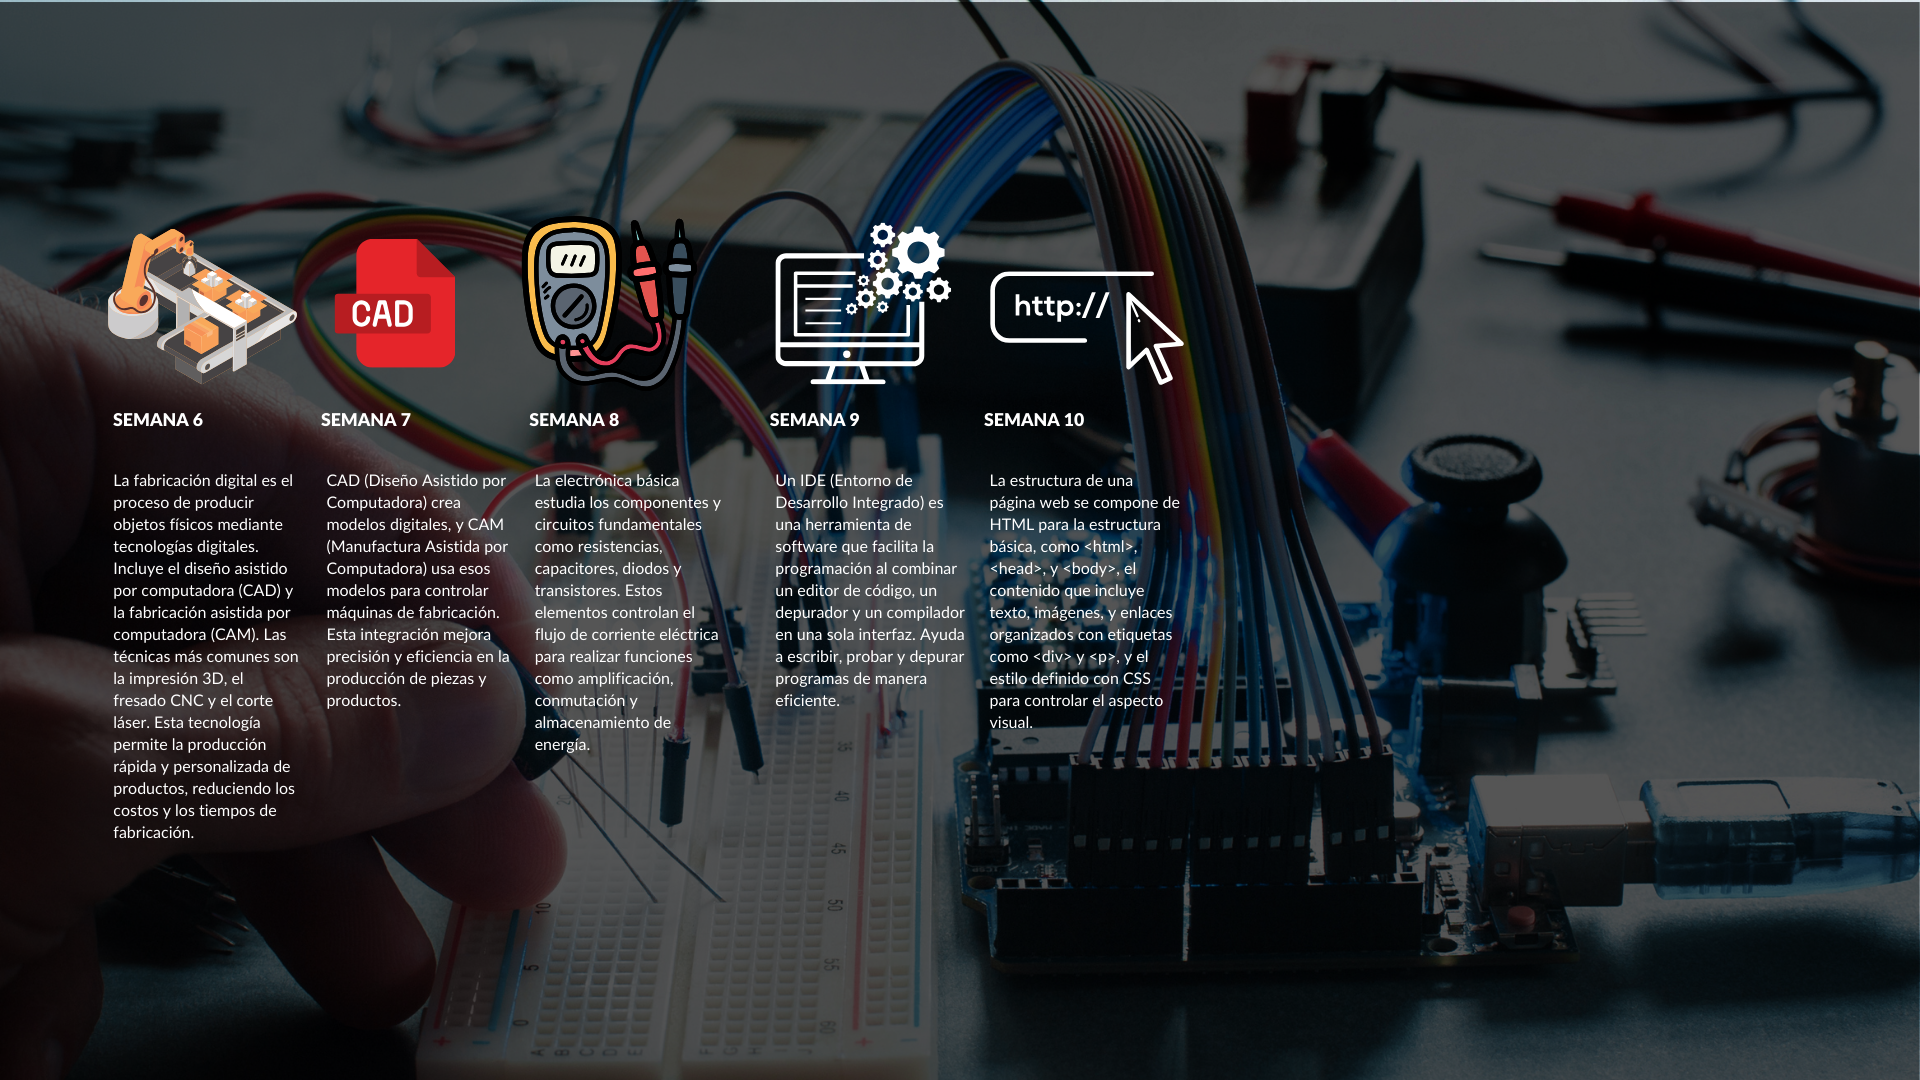 CAD
http://
SEMANA 6
La fabricación digital es el
proceso de producir
objetos físicos mediante
tecnologías digitales.
Incluye el diseño asistido
por computadora (CAD) y
la fabricación asistida por
computadora (CAM). Las
técnicas más comunes son
la impresión 3D, el
fresado CNC y el corte
láser. Esta tecnología
permite la producción
rápida y personalizada de
productos, reduciendo los
costos y los tiempos de
fabricación.
SEMANA 7
CAD (Diseño Asistido por
Computadora) crea
modelos digitales, y CAM
(Manufactura Asistida por
Computadora) usa esos
modelos para controlar
máquinas de fabricación.
Esta integración mejora
precisión y eficiencia en la
producción de piezas y
productos.
SEMANA 8
La electrónica básica
estudia los componentes y
circuitos fundamentales
como resistencias,
capacitores, diodos y
transistores. Estos
elementos controlan el
flujo de corriente eléctrica
para realizar funciones
como amplificación,
conmutación y
almacenamiento de
energía.
SEMANA 9
Un IDE (Entorno de
Desarrollo Integrado) es
una herramienta de
software que facilita la
programación al combinar
un editor de código, un
depurador y un compilador
en una sola interfaz. Ayuda
a escribir, probar y depurar
programas de manera
eficiente.
SEMANA 10
La estructura de una
página web se compone de
HTML para la estructura
básica, como <html>,
<head>, y <body>, el
contenido que incluye
texto, imágenes, y enlaces
organizados con etiquetas
como <div> y <p>, y el
estilo definido con CSS
para controlar el aspecto
visual.
35
40
45
50
55
60
10
5
0
A B C D E
F G H I J